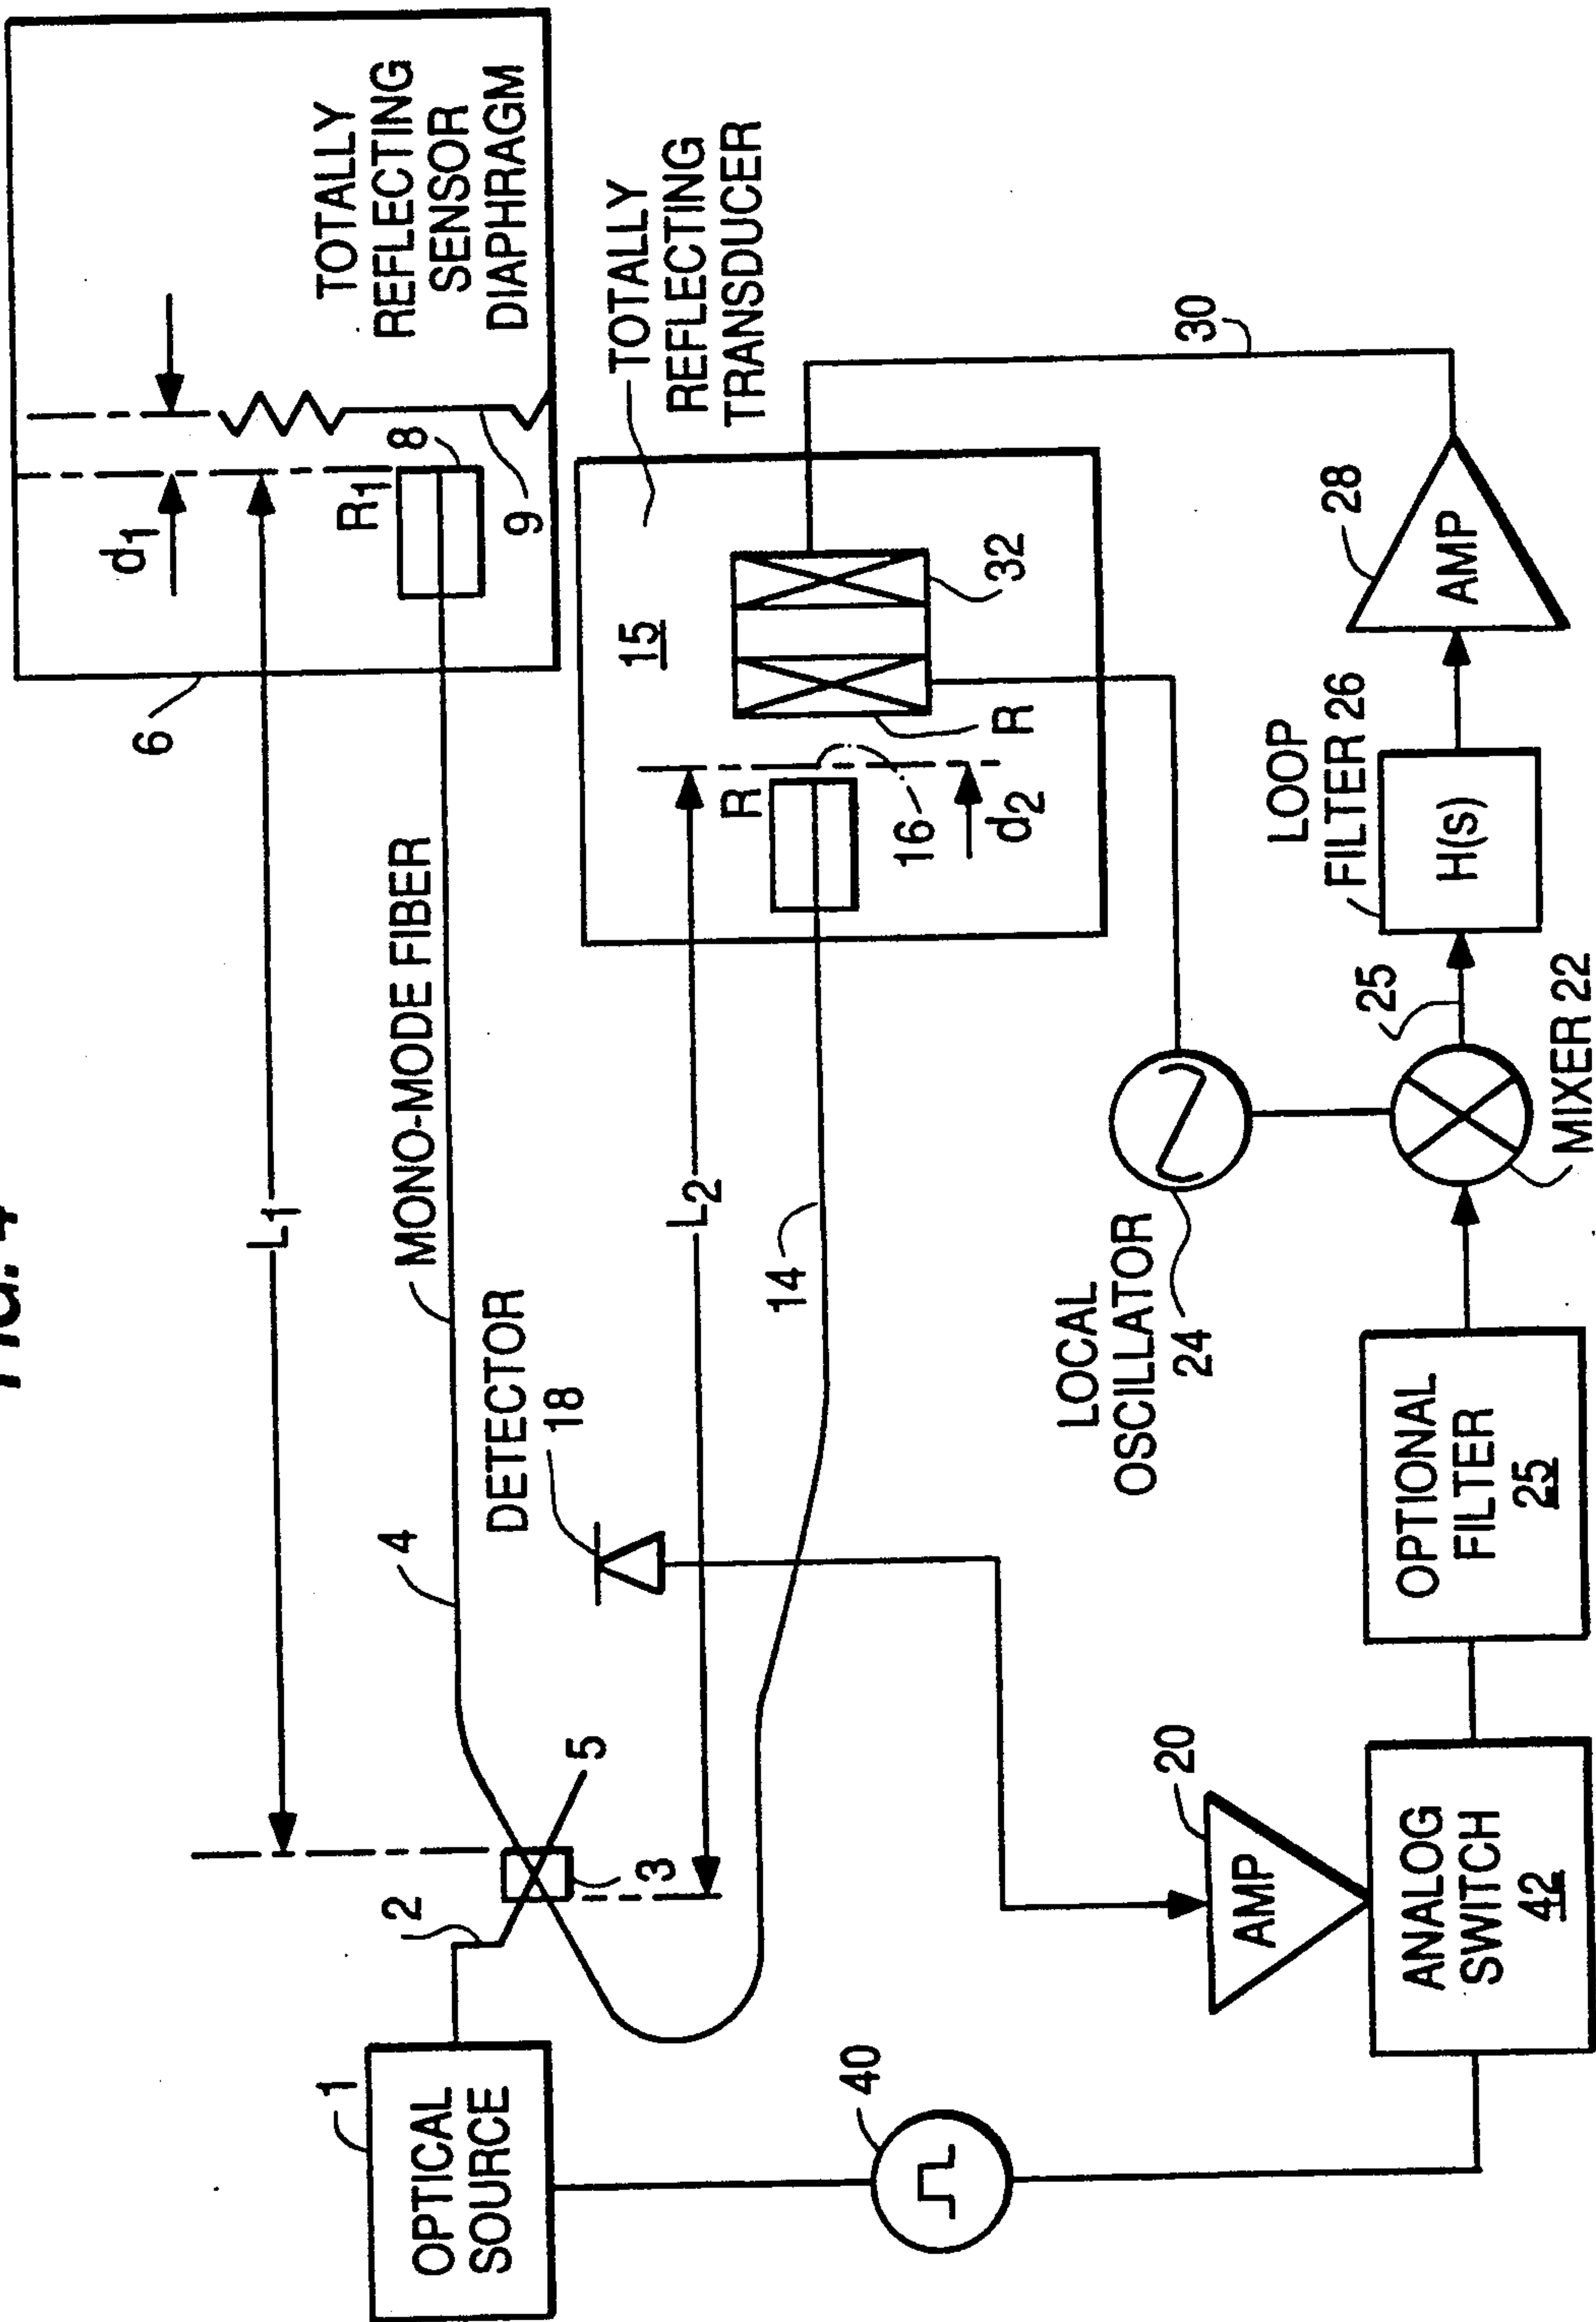 FIG. 4
L1
6
d1
TOTALLY
REFLECTING
SENSOR
DIAPHRAGM
R1
8
9
MONO-MODE FIBER
4
1
OPTICAL
SOURCE
2
3
5
DETECTOR
18
L2
14
R
16
d2
15
R
32
TOTALLY
REFLECTING
TRANSDUCER
30
40
20
AMP
ANALOG
SWITCH
42
OPTIONAL
FILTER
25
LOCAL
OSCILLATOR
24
MIXER 22
25
LOOP
FILTER 26
H(s)
28
AMP